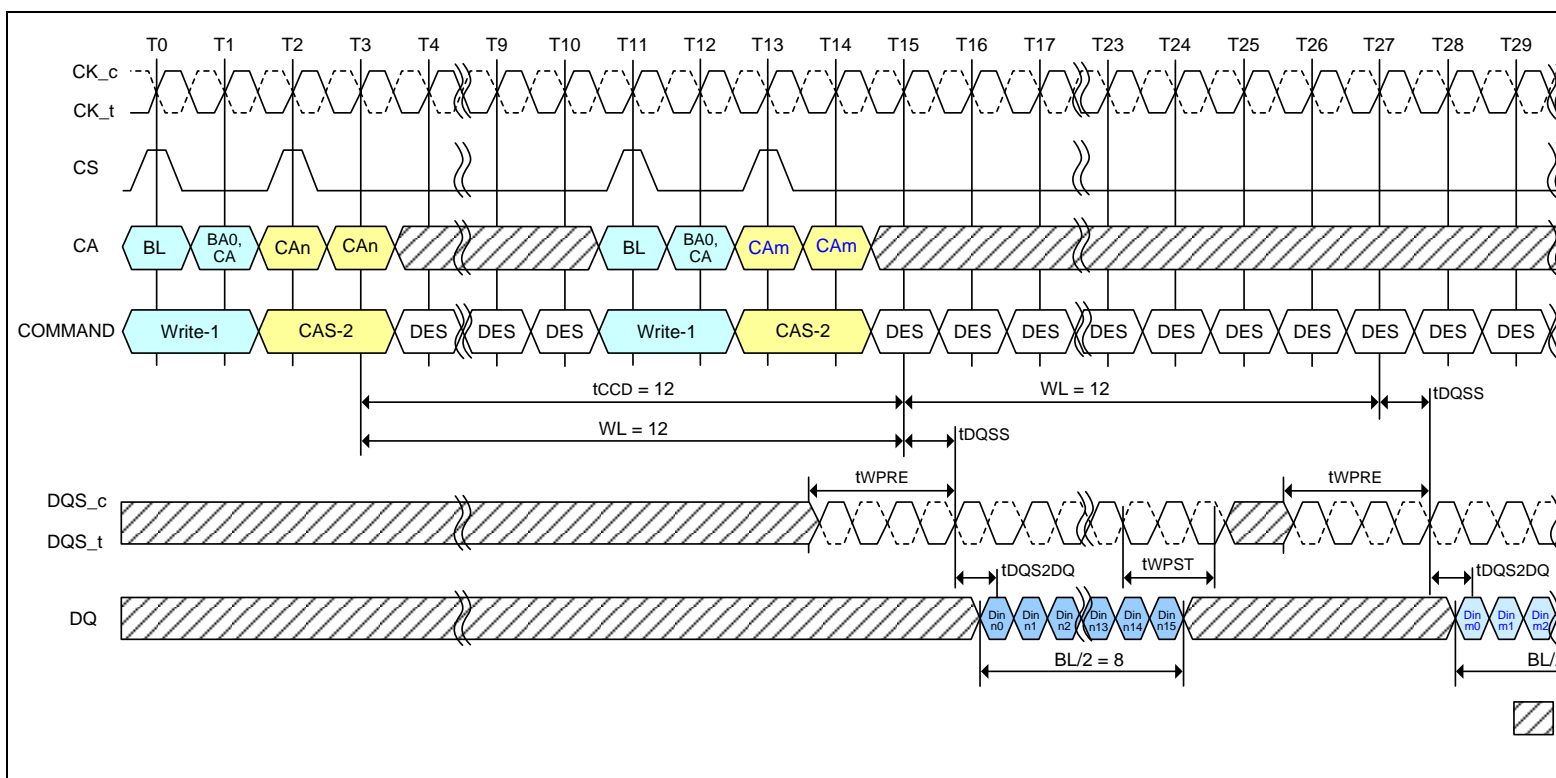 T0 T1 T2 T3 T4 T9 T10 T11 T12 T13 T14 T15 T16 T17 T23 T24 T25 T26 T27 T28 T29
CK_c
CK_t
CS
CA BL BA0, CA CAn CAn BL BA0, CA CAm CAm
COMMAND Write-1 CAS-2 DES DES DES Write-1 CAS-2 DES DES DES DES DES DES DES DES DES DES
tCCD = 12 WL = 12 tDQSS
WL = 12 tDQSS
tWPRE tWPRE
DQS_c
DQS_t
tDQS2DQ tWPST tDQS2DQ
DQ Din n0 Din n1 Din n2 Din n13 Din n14 Din n15 Din m0 Din m1 Din m2
BL/2 = 8 BL/